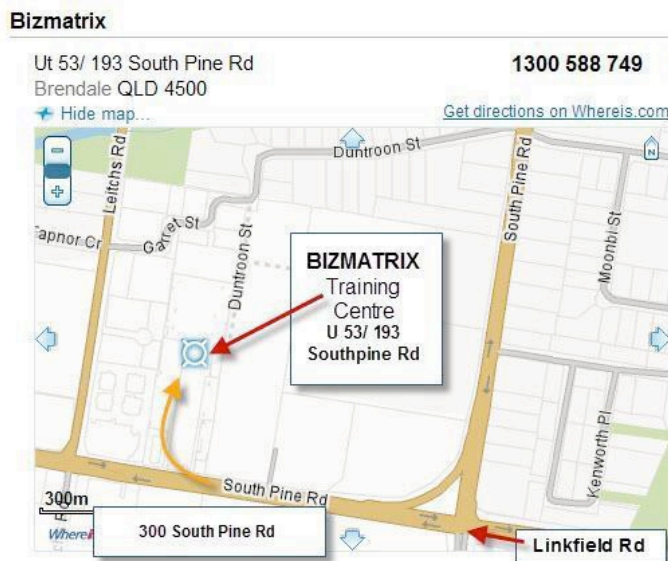 Bizmatrix
Ut 53/ 193 South Pine Rd
1300 588 749
Brendale QLD 4500
Hide map...
Get directions on Whereis.com
Duntroon St
Leitchs Rd
South Pine Rd
N
Moonbi St
Garret St
Tapnor Cr
Duntroon St
BIZMATRIX
Training
Centre
U 53/ 193
Southpine Rd
Kenworth Pl
South Pine Rd
300m
300 South Pine Rd
Linkfield Rd